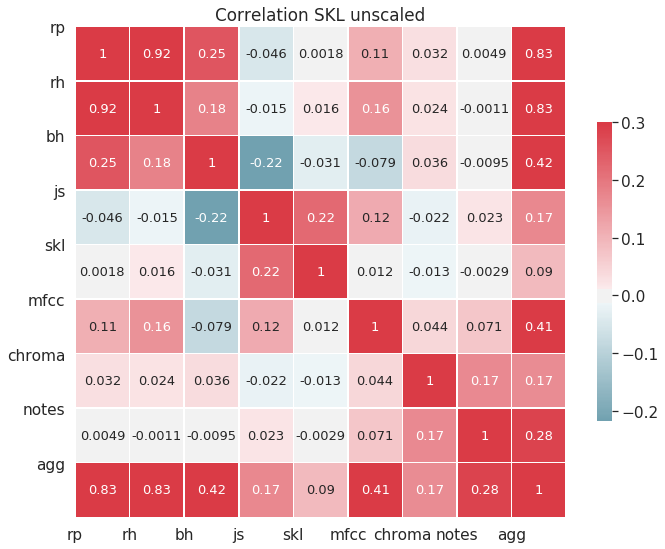 Correlation SKL unscaled
rp
1 0.92 0.25 -0.046 0.0018 0.11 0.032 0.0049 0.83
rh
0.92 1 0.18 -0.015 0.016 0.16 0.024 -0.0011 0.83
bh
0.25 0.18 1 -0.22 -0.031 -0.079 0.036 -0.0095 0.42
js
-0.046 -0.015 -0.22 1 0.22 0.12 -0.022 0.023 0.17
skl
0.0018 0.016 -0.031 0.22 1 0.012 -0.013 -0.0029 0.09
mfcc
0.11 0.16 -0.079 0.12 0.012 1 0.044 0.071 0.41
chroma
0.032 0.024 0.036 -0.022 -0.013 0.044 1 0.17 0.17
notes
0.0049 -0.0011 -0.0095 0.023 -0.0029 0.071 0.17 1 0.28
agg
0.83 0.83 0.42 0.17 0.09 0.41 0.17 0.28 1
rp rh bh js skl mfcc chroma notes agg
0.3
0.2
0.1
0.0
−0.1
−0.2